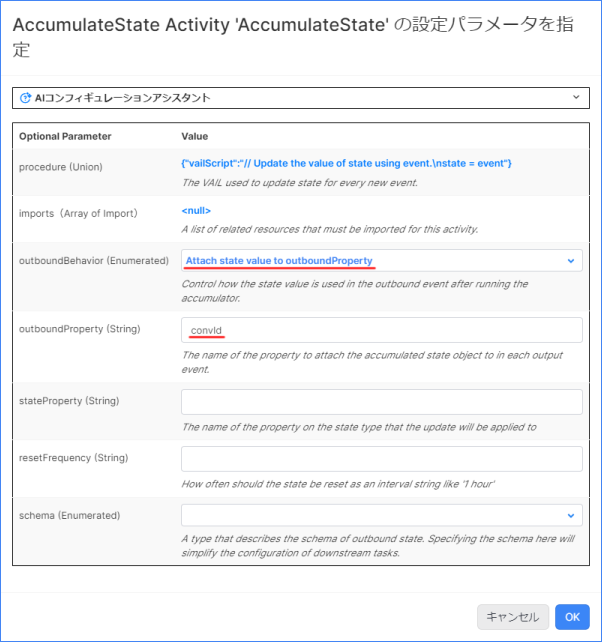 AccumulateState Activity 'AccumulateState' の設定パラメータを指
定
AIコンフィギュレーションアシスタント
Optional Parameter Value
procedure (Union) {"vailScript":"// Update the value of state using event.\nstate = event"}
The VAIL used to update state for every new event.
imports（Array of Import） <null>
A list of related resources that must be imported for this activity.
outboundBehavior (Enumerated) Attach state value to outboundProperty
Control how the state value is used in the outbound event after running the
accumulator.
outboundProperty (String) convId
The name of the property to attach the accumulated state object to in each output
event.
stateProperty (String)
The name of the property on the state type that the update will be applied to
resetFrequency (String)
How often should the state be reset as an interval string like '1 hour'
schema (Enumerated)
A type that describes the schema of outbound state. Specifying the schema here will
simplify the configuration of downstream tasks.
キャンセル OK